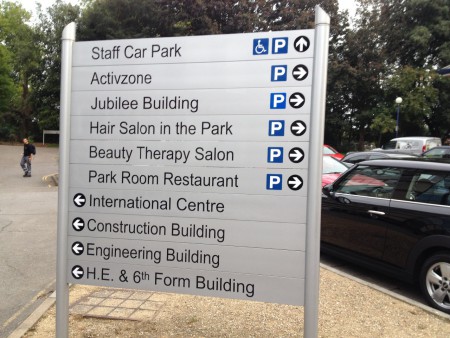 Staff Car Park P
Activzone P
Jubilee Building P
Hair Salon in the Park P
Beauty Therapy Salon P
Park Room Restaurant P
International Centre
Construction Building
Engineering Building
H.E. & 6th Form Building